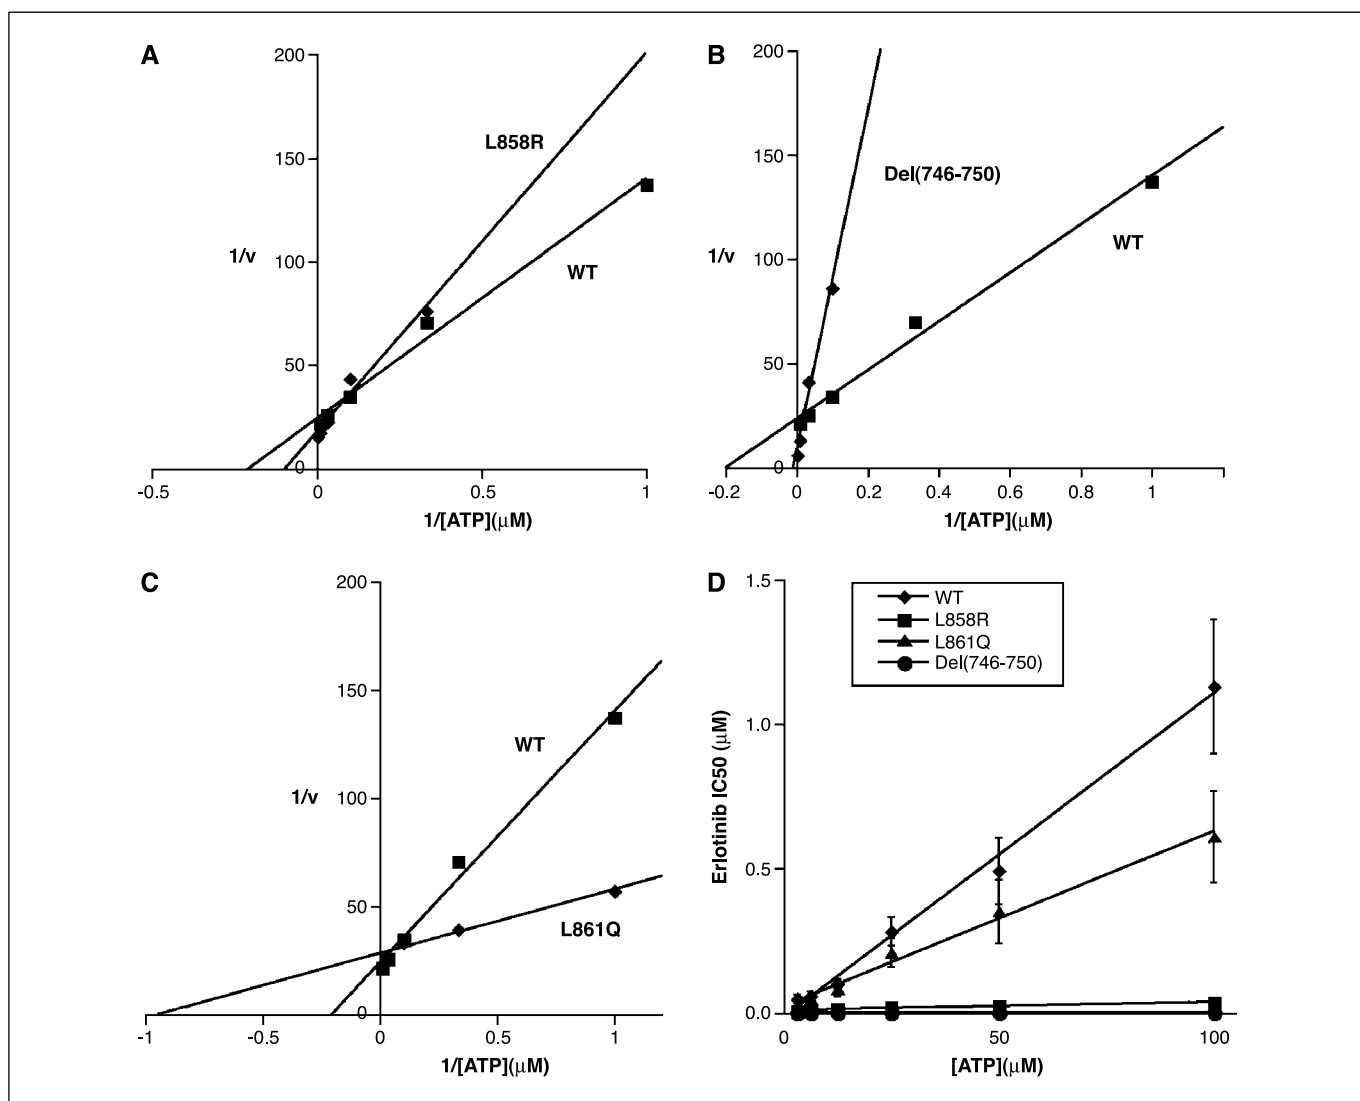 A
200
150
100
50
0
1/v
L858R
WT
-0.5
0
0.5
1
1/[ATP](μM)
B
200
150
100
50
0
1/v
Del(746-750)
WT
-0.2
0
0.2
0.4
0.6
0.8
1
1/[ATP](μM)
C
200
150
100
50
0
1/v
WT
L861Q
-1
-0.5
0
0.5
1
1/[ATP](μM)
D
1.5
1.0
0.5
0.0
Erlotinib IC50 (μM)
WT
L858R
L861Q
Del(746-750)
0
50
100
[ATP](μM)